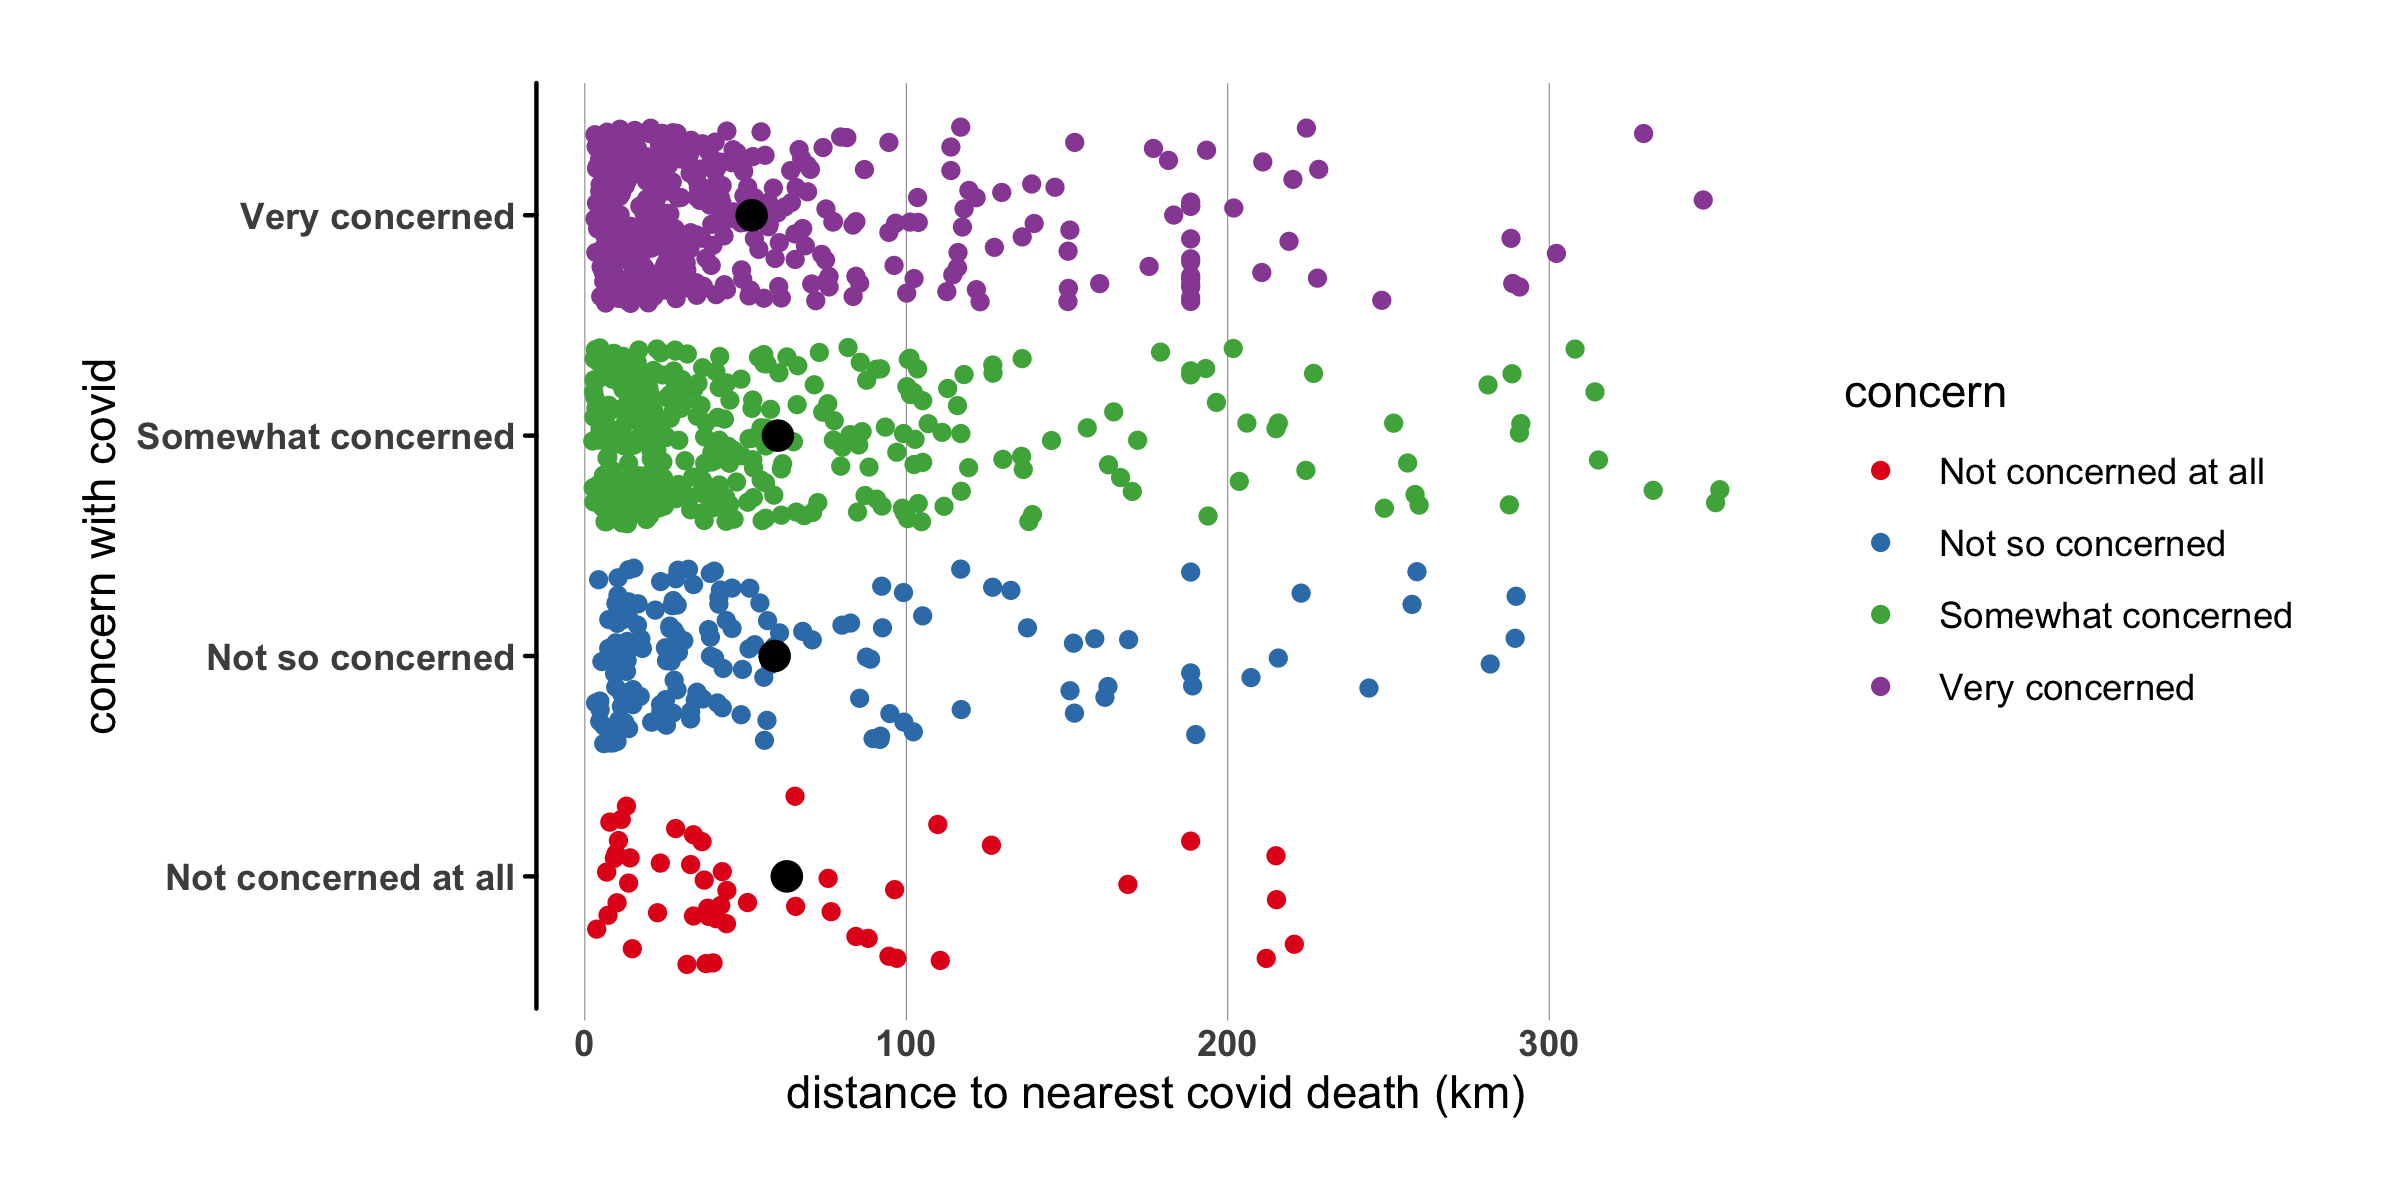 concern with covid
Very concerned
Somewhat concerned
Not so concerned
Not concerned at all
0 100 200 300
distance to nearest covid death (km)
concern
Not concerned at all
Not so concerned
Somewhat concerned
Very concerned